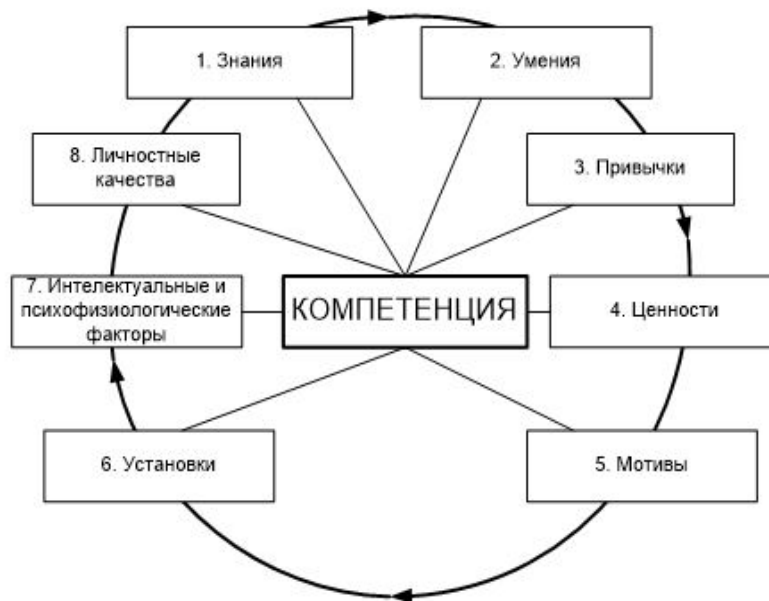 1. Знания
2. Умения
3. Привычки
4. Ценности
5. Мотивы
6. Установки
7. Интелектуальные и
психофизиологические
факторы
8. Личностные
качества
КОМПЕТЕНЦИЯ